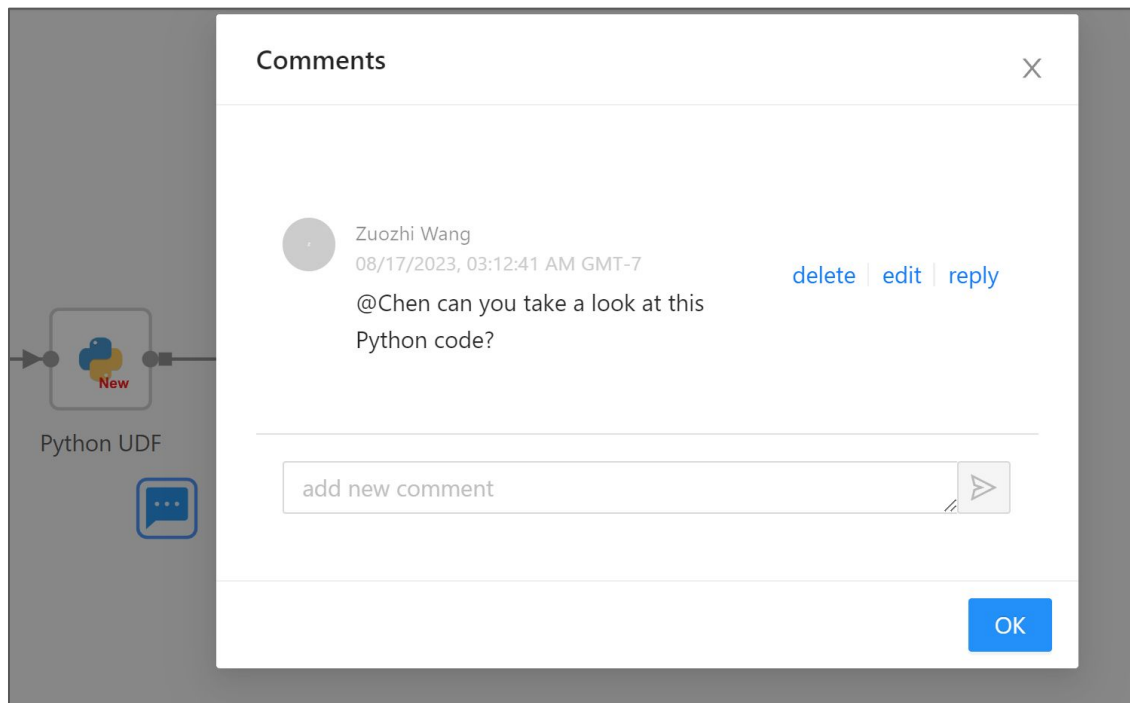 Comments
X
Zuozhi Wang
08/17/2023, 03:12:41 AM GMT-7
delete edit reply
@Chen can you take a look at this
Python code?
New
Python UDF
add new comment
OK